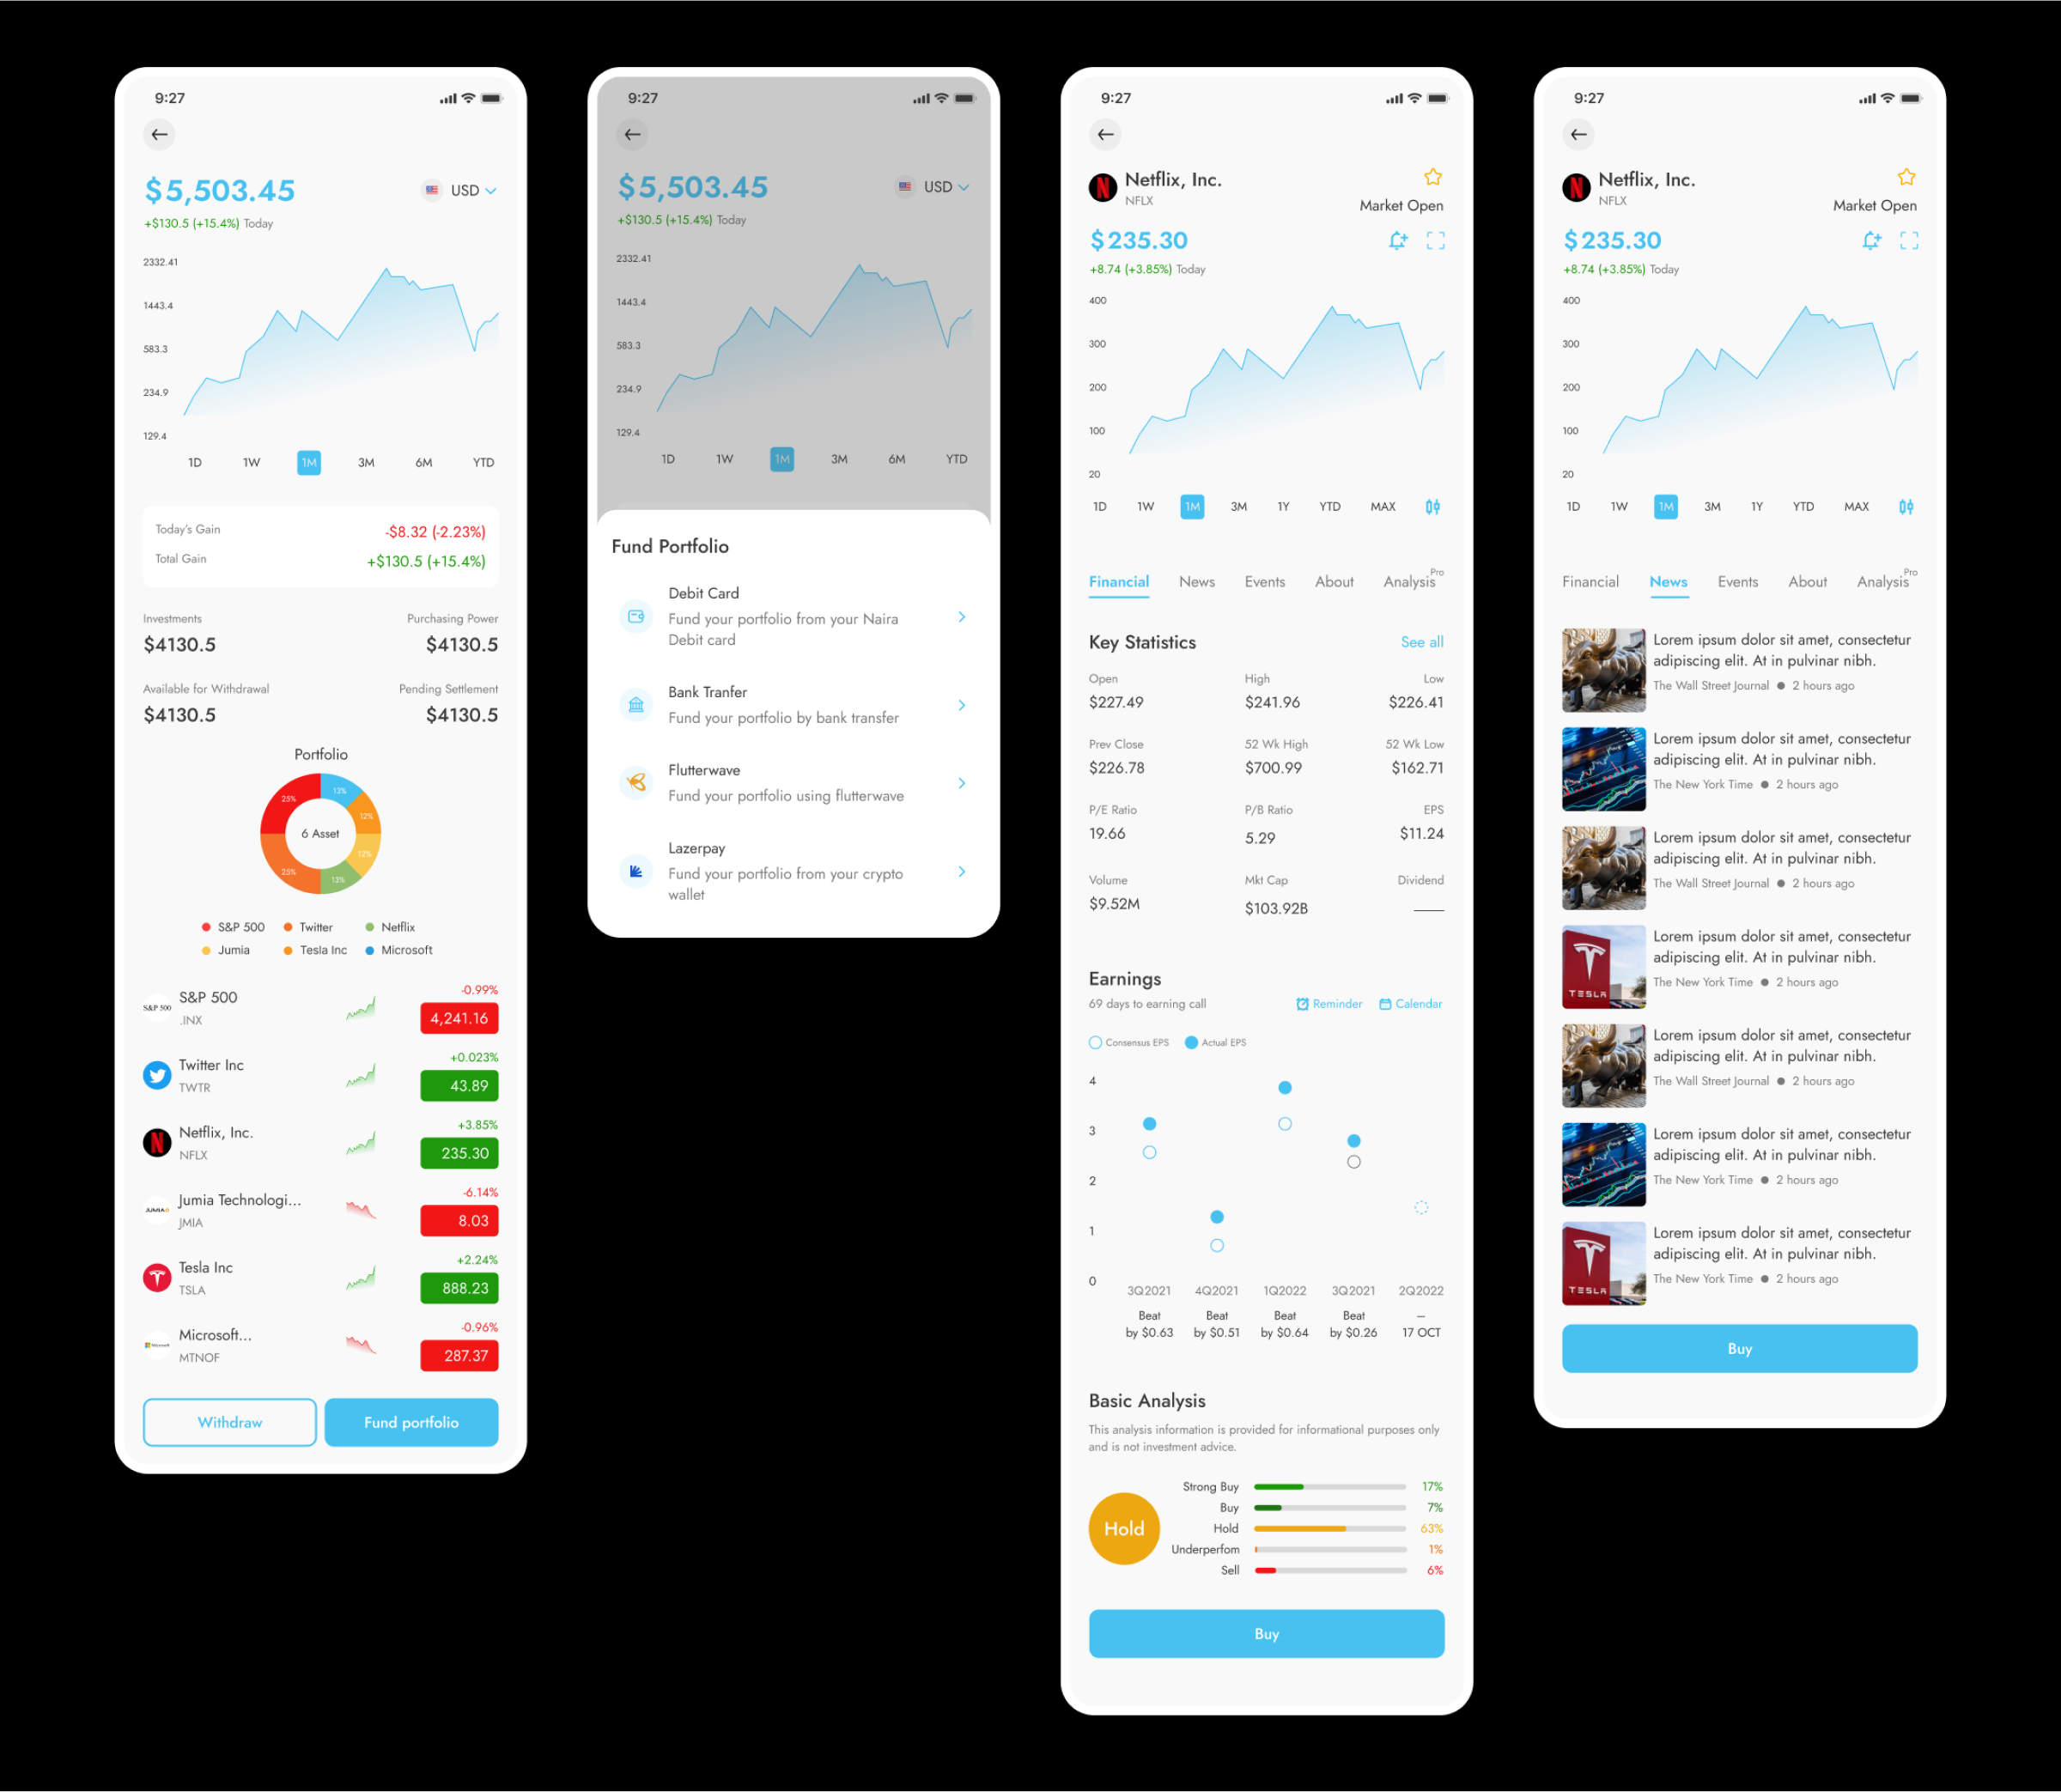 9:27
$5,503.45
USD
+$130.5 (+15.4%) Today
2332.41
1443.4
583.3
234.9
129.4
1D 1W 1M 3M 6M YTD
Today's Gain -$8.32 (-2.23%)
Total Gain +$130.5 (+15.4%)
Investments Purchasing Power
$4130.5 $4130.5
Available for Withdrawal Pending Settlement
$4130.5 $4130.5
Portfolio
25% 13%
12%
6 Asset
12%
25% 13%
S&P 500 Twitter Netflix
Jumia Tesla Inc Microsoft
S&P 500
S&P 500
.INX
-0.99%
4,241.16
Twitter Inc
TWTR
+0.023%
43.89
Netflix, Inc.
NFLX
+3.85%
235.30
JUMIA
Jumia Technologi...
JMIA
-6.14%
8.03
Tesla Inc
TSLA
+2.24%
888.23
Microsoft
Microsoft...
MTNOF
-0.96%
287.37
Withdraw Fund portfolio
9:27
$5,503.45
USD
+$130.5 (+15.4%) Today
2332.41
1443.4
583.3
234.9
129.4
1D 1W 1M 3M 6M YTD
Fund Portfolio
Debit Card
Fund your portfolio from your Naira
Debit card
Bank Tranfer
Fund your portfolio by bank transfer
Flutterwave
Fund your portfolio using flutterwave
Lazerpay
Fund your portfolio from your crypto
wallet
9:27
Netflix, Inc.
NFLX
Market Open
$235.30
+8.74 (+3.85%) Today
400
300
200
100
20
1D 1W 1M 3M 1Y YTD MAX
Financial News Events About Analysis Pro
Key Statistics See all
Open High Low
$227.49 $241.96 $226.41
Prev Close 52 Wk High 52 Wk Low
$226.78 $700.99 $162.71
P/E Ratio P/B Ratio EPS
19.66 5.29 $11.24
Volume Mkt Cap Dividend
$9.52M $103.92B
Earnings
69 days to earning call Reminder Calendar
Consensus EPS Actual EPS
4
3
2
1
0
3Q2021 4Q2021 1Q2022 3Q2021 2Q2022
Beat Beat Beat Beat –
by $0.63 by $0.51 by $0.64 by $0.26 17 OCT
Basic Analysis
This analysis information is provided for informational purposes only
and is not investment advice.
Hold
Strong Buy 17%
Buy 7%
Hold 63%
Underperfom 1%
Sell 6%
Buy
9:27
Netflix, Inc.
NFLX
Market Open
$235.30
+8.74 (+3.85%) Today
400
300
200
100
20
1D 1W 1M 3M 1Y YTD MAX
Financial News Events About Analysis Pro
Lorem ipsum dolor sit amet, consectetur
adipiscing elit. At in pulvinar nibh.
The Wall Street Journal ● 2 hours ago
Lorem ipsum dolor sit amet, consectetur
adipiscing elit. At in pulvinar nibh.
The New York Time ● 2 hours ago
Lorem ipsum dolor sit amet, consectetur
adipiscing elit. At in pulvinar nibh.
The Wall Street Journal ● 2 hours ago
TESLA
Lorem ipsum dolor sit amet, consectetur
adipiscing elit. At in pulvinar nibh.
The New York Time ● 2 hours ago
Lorem ipsum dolor sit amet, consectetur
adipiscing elit. At in pulvinar nibh.
The Wall Street Journal ● 2 hours ago
Lorem ipsum dolor sit amet, consectetur
adipiscing elit. At in pulvinar nibh.
The New York Time ● 2 hours ago
TESLA
Lorem ipsum dolor sit amet, consectetur
adipiscing elit. At in pulvinar nibh.
The New York Time ● 2 hours ago
Buy